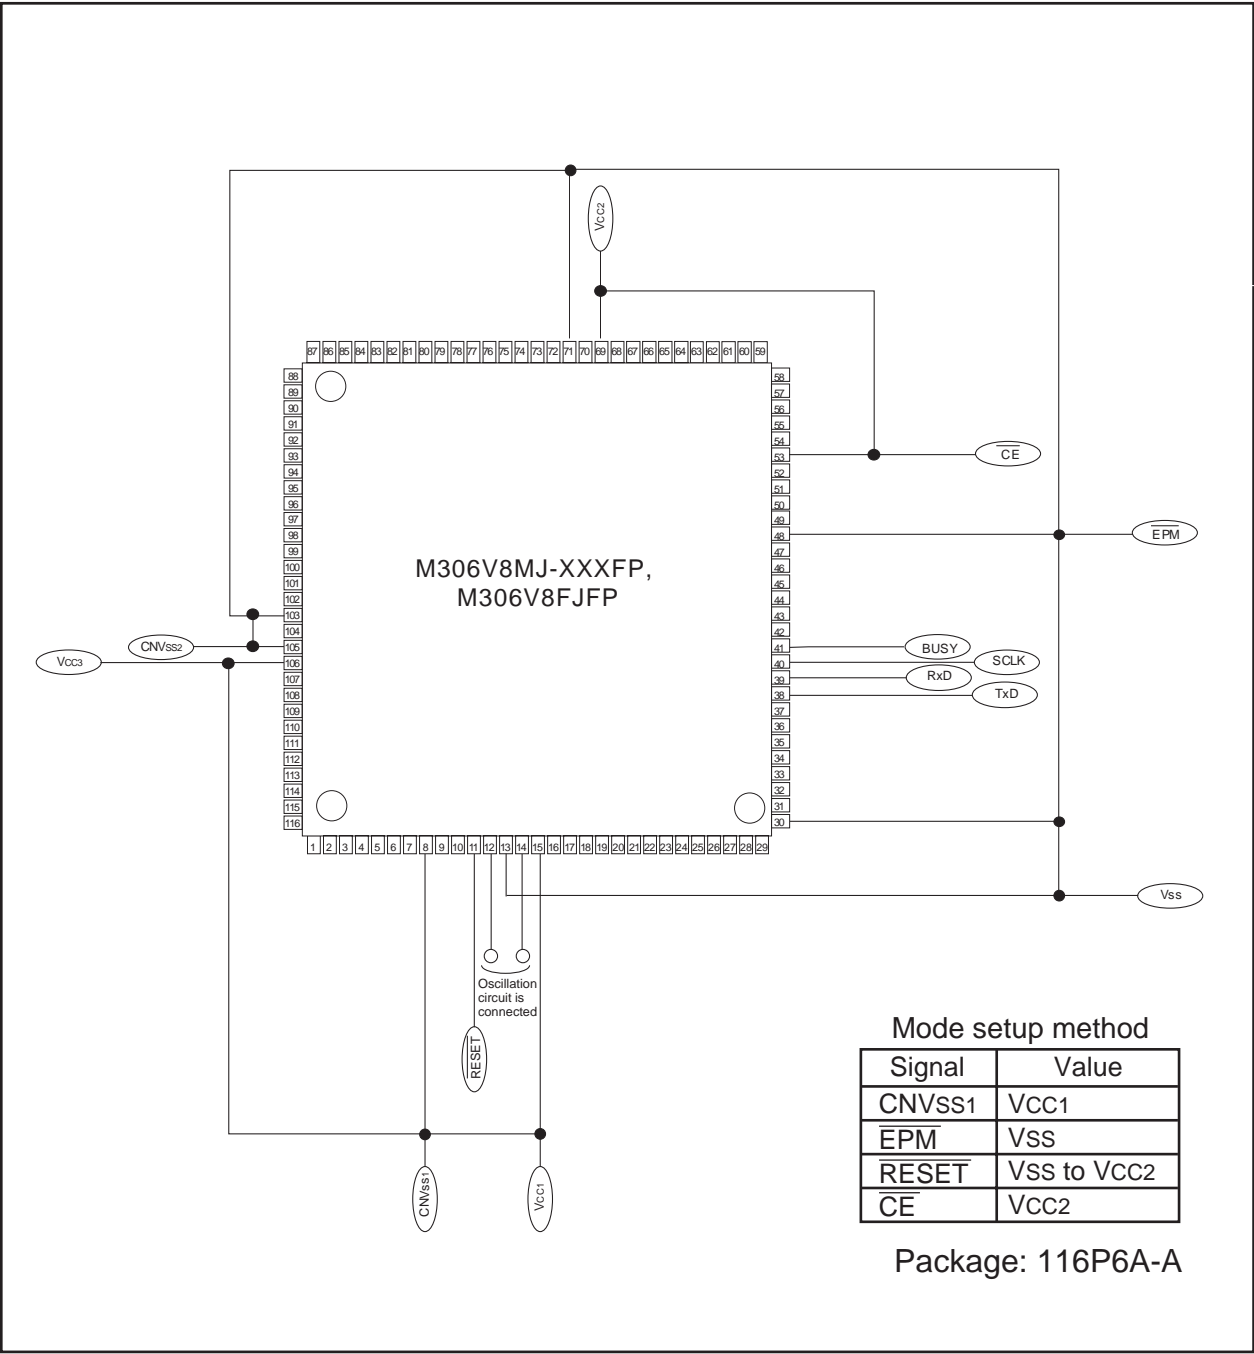 VCC2
87 86 85 84 83 82 81 80 79 78 77 76 75 74 73 72 71 70 69 68 67 66 65 64 63 62 61 60 59
88
89
90
91
92
93
94
95
96
97
98
99
100
101
102
103
104
105
106
107
108
109
110
111
112
113
114
115
116
58
57
56
55
54
53
52
51
50
49
48
47
46
45
44
43
42
41
40
39
38
37
36
35
34
33
32
31
30
CE
EPM
M306V8MJ-XXXFP,
M306V8FJFP
CNVSS2
VCC3
BUSY
SCLK
RxD
TxD
1 2 3 4 5 6 7 8 9 10 11 12 13 14 15 16 17 18 19 20 21 22 23 24 25 26 27 28 29
Vss
Oscillation
circuit is
connected
RESET
CNVss1
VCC1
Mode setup method
Signal Value
CNVSS1 VCC1
EPM VSS
RESET VSS to VCC2
CE VCC2
Package: 116P6A-A